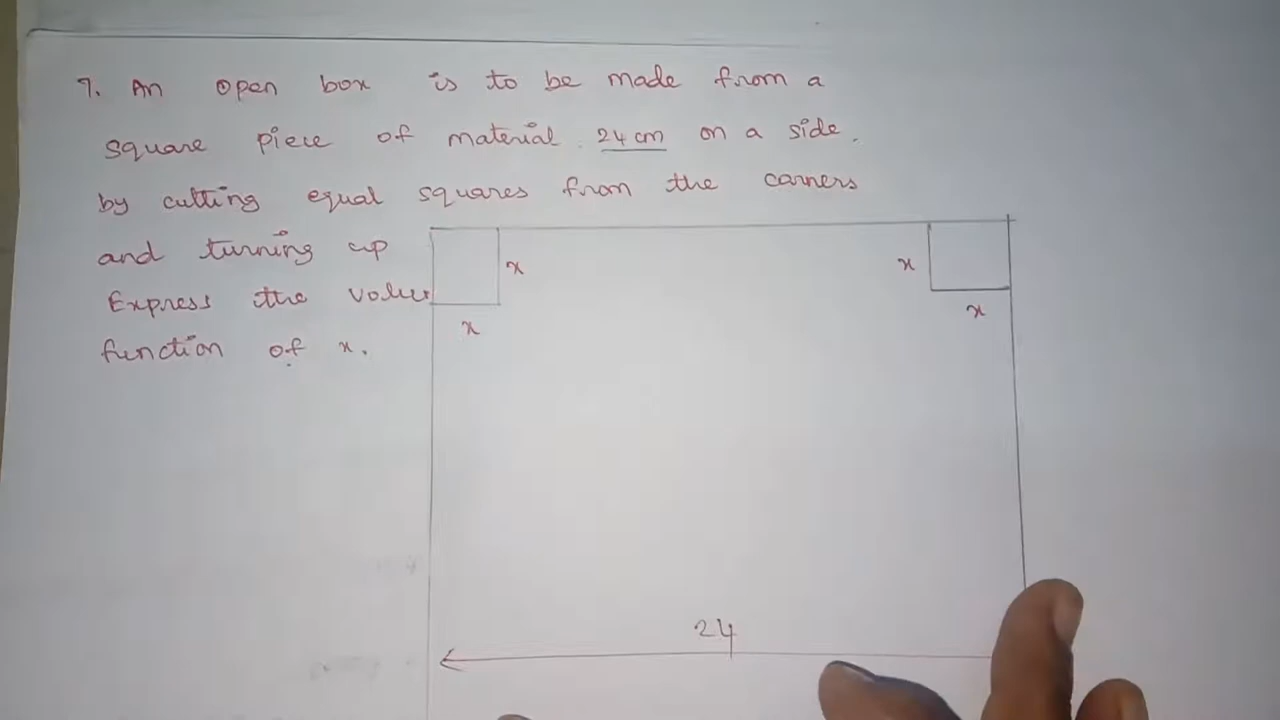 7. An open box is to be made from a
square piece of material 24 cm on a side.
by cutting equal squares from the corners
and turning up
Express the
function of x.
x
x
x
x
24